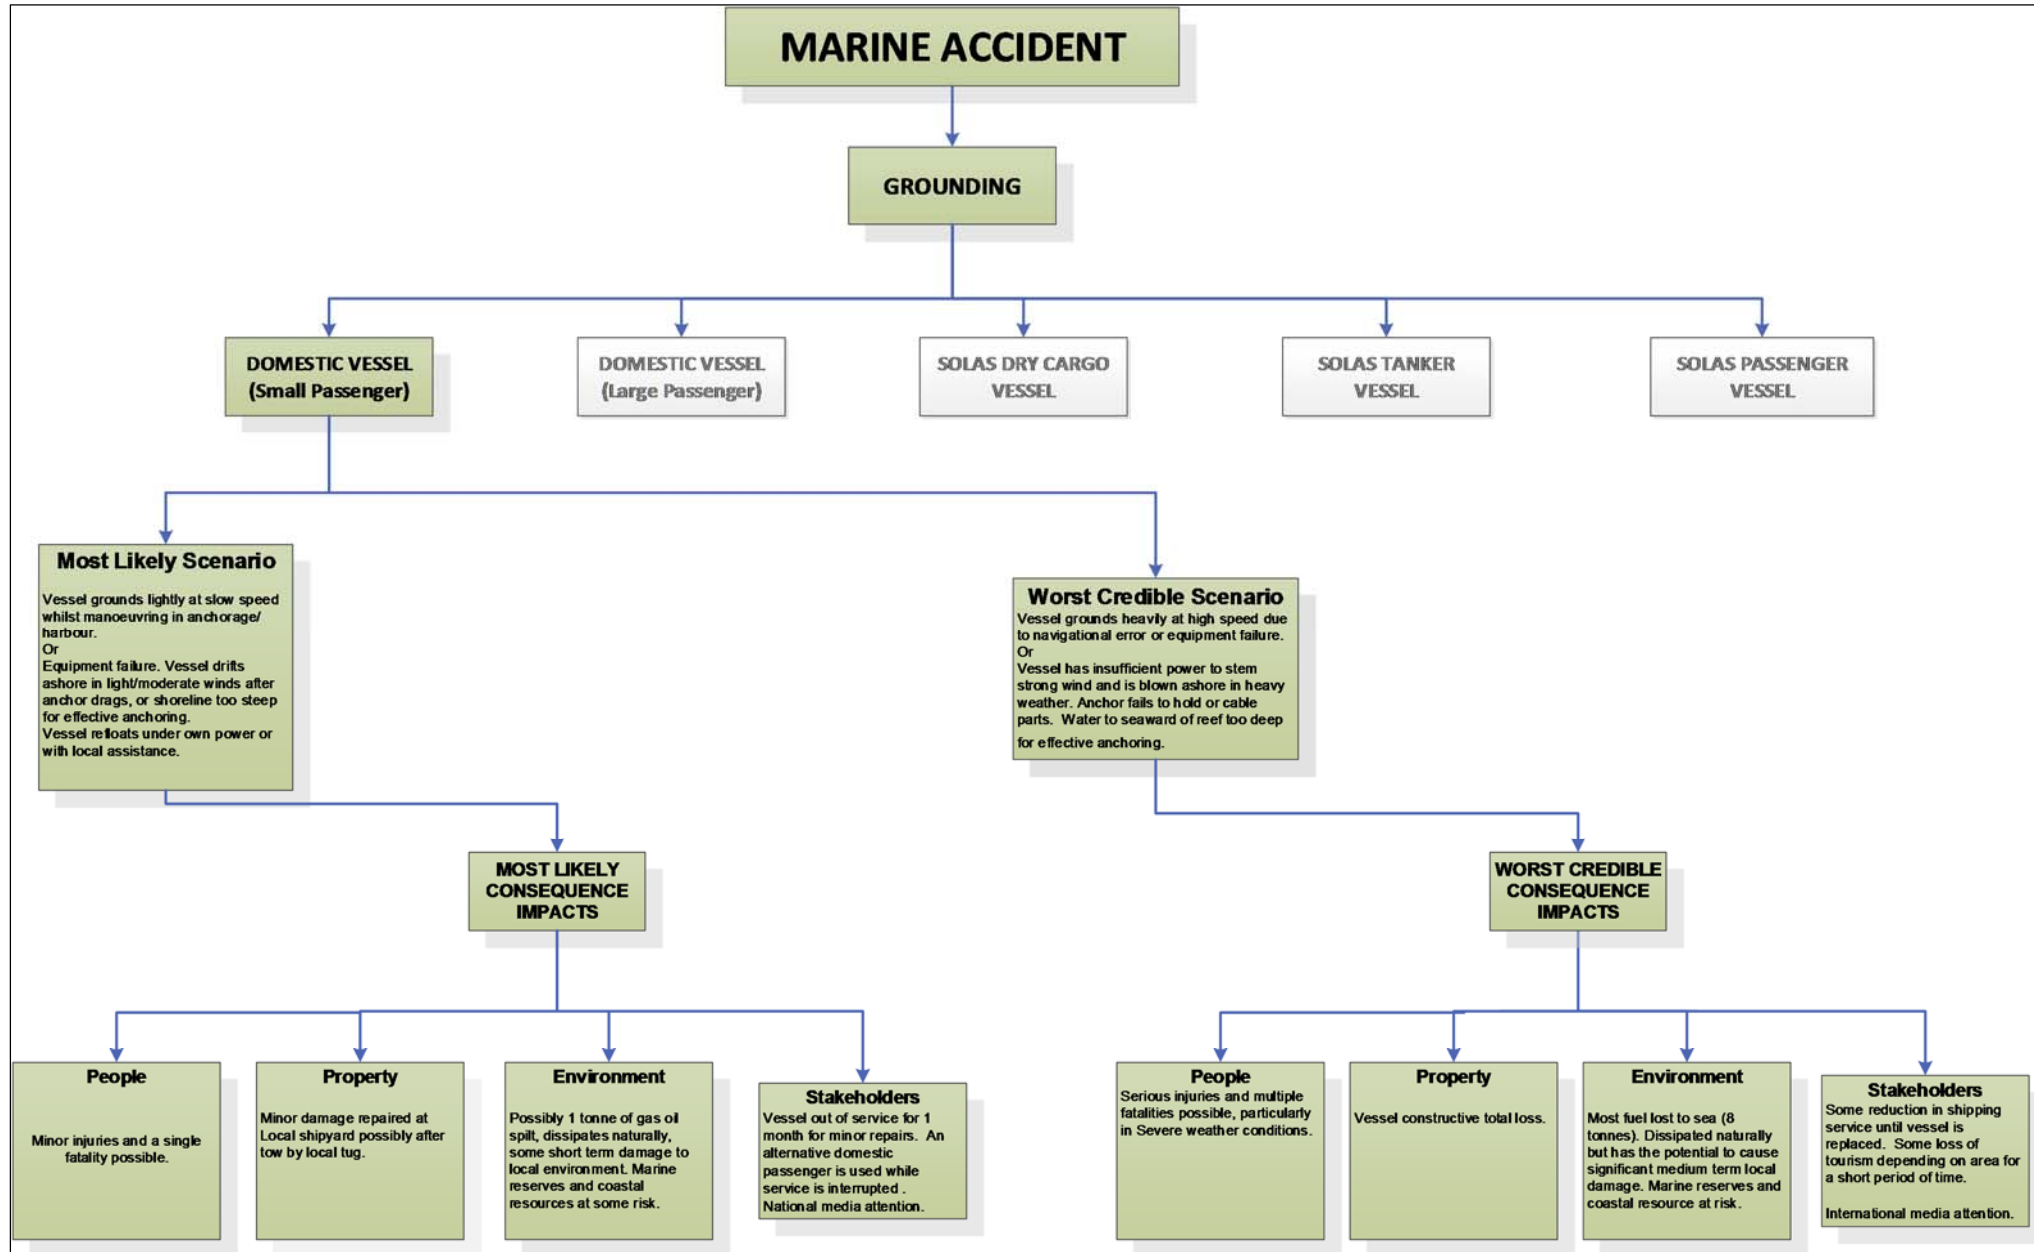 MARINE ACCIDENT
GROUNDING
DOMESTIC VESSEL
(Small Passenger)
DOMESTIC VESSEL
(Large Passenger)
SOLAS DRY CARGO
VESSEL
SOLAS TANKER
VESSEL
SOLAS PASSENGER
VESSEL
Most Likely Scenario
Vessel grounds lightly at slow speed
whilst manoeuvring in anchorage/
harbour.
Or
Equipment failure. Vessel drifts
ashore in light/moderate winds after
anchor drags, or shoreline too steep
for effective anchoring.
Vessel refloats under own power or
with local assistance.
Worst Credible Scenario
Vessel grounds heavily at high speed due
to navigational error or equipment failure.
Or
Vessel has insufficient power to stem
strong wind and is blown ashore in heavy
weather. Anchor fails to hold or cable
parts.  Water to seaward of reef too deep
for effective anchoring.
MOST LIKELY
CONSEQUENCE
IMPACTS
WORST CREDIBLE
CONSEQUENCE
IMPACTS
People
Minor injuries and a single
fatality possible.
Property
Minor damage repaired at
Local shipyard possibly after
tow by local tug.
Environment
Possibly 1 tonne of gas oil
spilt, dissipates naturally,
some short term damage to
local environment. Marine
reserves and coastal
resources at some risk.
Stakeholders
Vessel out of service for 1
month for minor repairs.  An
alternative domestic
passenger is used while
service is interrupted .
National media attention.
People
Serious injuries and multiple
fatalities possible, particularly
in Severe weather conditions.
Property
Vessel constructive total loss.
Environment
Most fuel lost to sea (8
tonnes). Dissipated naturally
but has the potential to cause
significant medium term local
damage. Marine reserves and
coastal resource at risk.
Stakeholders
Some reduction in shipping
service until vessel is
replaced.  Some loss of
tourism depending on area for
a short period of time.
International media attention.